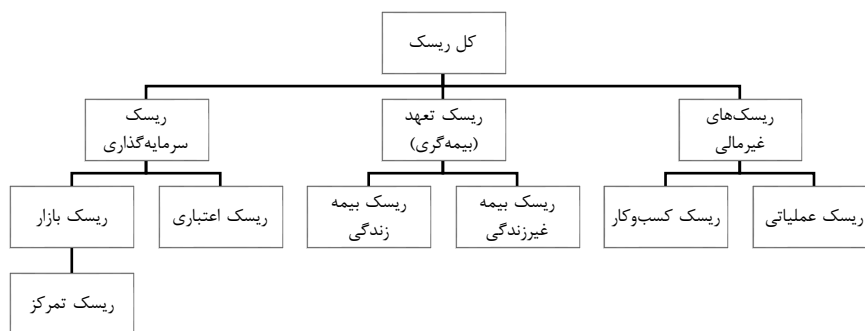 کل ریسک
ریسک‌های
غیرمالی
ریسک تعهد
(بیمه‌گری)
ریسک
سرمایه‌گذاری
ریسک عملیاتی
ریسک کسب‌وکار
ریسک بیمه
غیرزندگی
ریسک بیمه
زندگی
ریسک اعتباری
ریسک بازار
ریسک تمرکز